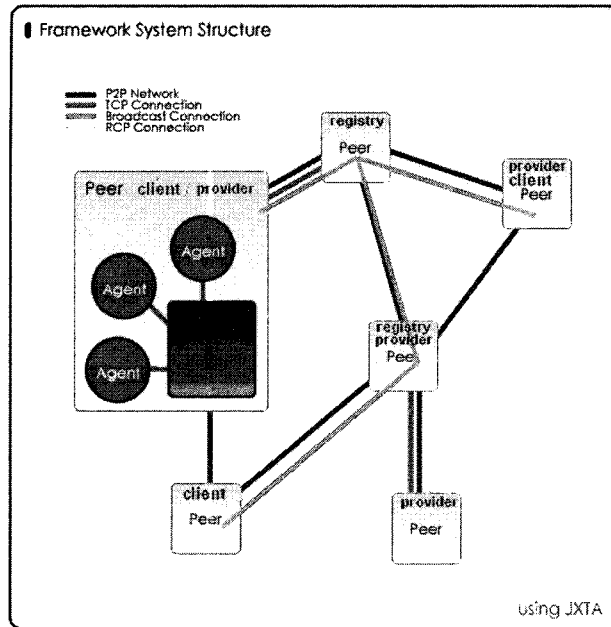 Framework System Structure
P2P Network
TCP Connection
Broadcast Connection
RCP Connection
registry
Peer
provider
client
Peer
Peer client, provider
Agent
Agent
Agent
registry
provider
Peer
client
Peer
provider
Peer
using JXTA